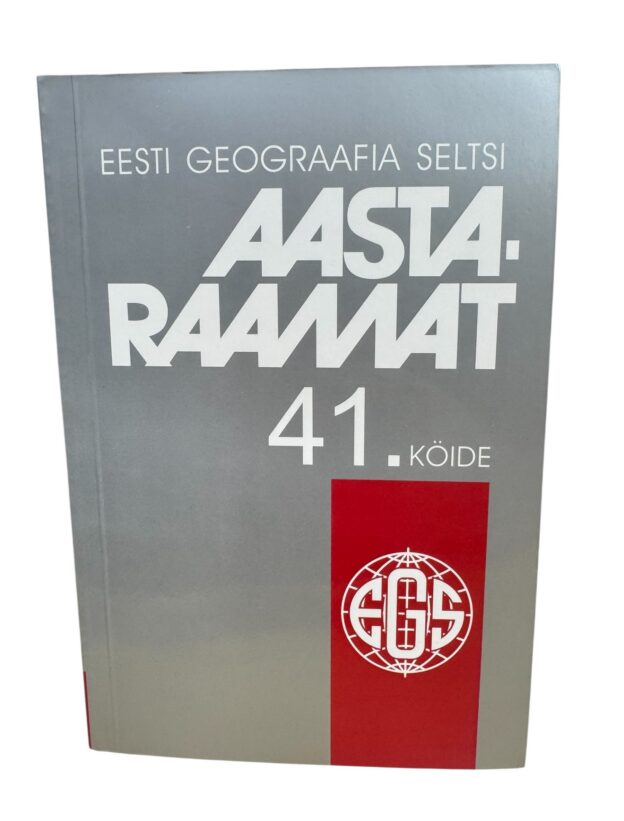 EESTI GEOGRAAFIA SELTSI
AASTA-
RAAMAT
41. KÖIDE
EGS